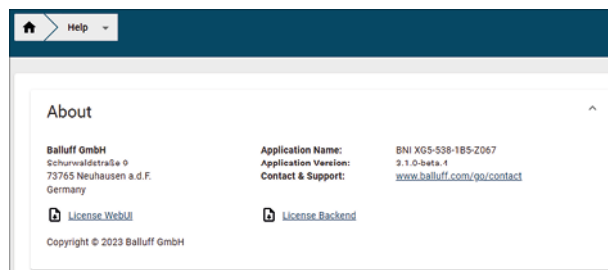 Help
About
Balluff GmbH
Schurwaldstraße 9
73765 Neuhausen a.d.F.
Germany
Application Name: BNI XG5-538-1B5-Z067
Application Version: 2.1.0-beta.4
Contact & Support: www.balluff.com/go/contact
License WebUI
License Backend
Copyright © 2023 Balluff GmbH